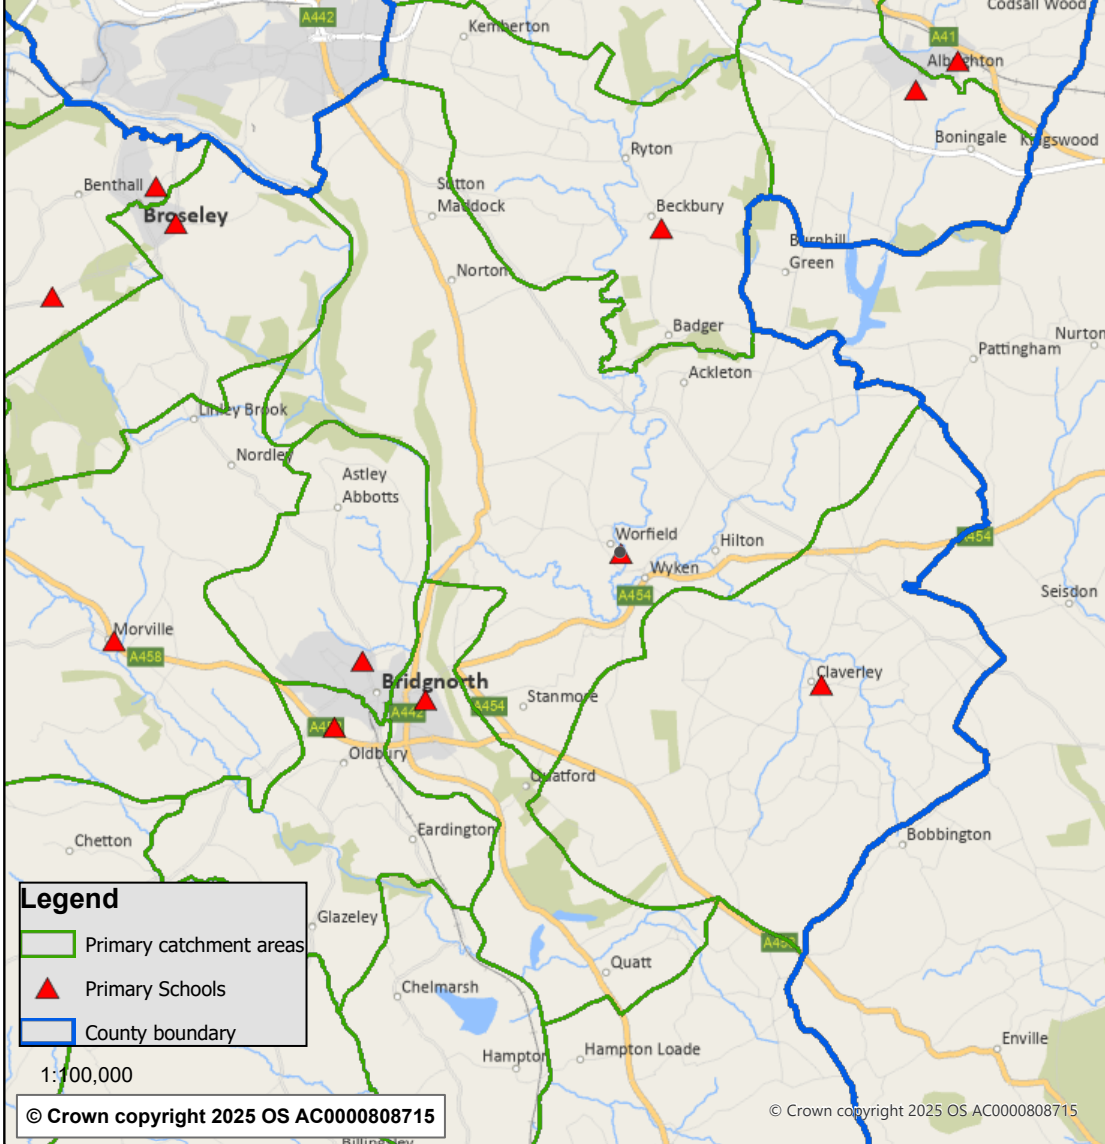 Codsall Wood
A442
Kemberton
A41
Albrighton
Boningale
Kingswood
Ryton
Benthall
Sutton
Maddock
Beckbury
Broseley
Burnhill
Green
Norton
Badger
Nurton
Pattingham
Ackleton
Linley Brook
Nordley
Astley
Abbotts
Worfield
Hilton
A454
Wyken
A454
Seisdon
Morville
A458
Claverley
Bridgnorth
Stanmore
A442
A454
Oldbury
Quatford
Eardington
Bobbington
Chetton
Legend
Primary catchment areas
Primary Schools
County boundary
Glazeley
Quatt
Chelmarsh
Enville
Hampton
Hampton Loade
1:100,000
© Crown copyright 2025 OS AC0000808715
© Crown copyright 2025 OS AC0000808715
Billingsley